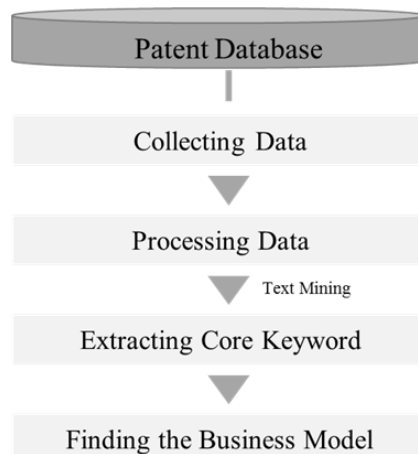 Patent Database
Collecting Data
Processing Data
Text Mining
Extracting Core Keyword
Finding the Business Model